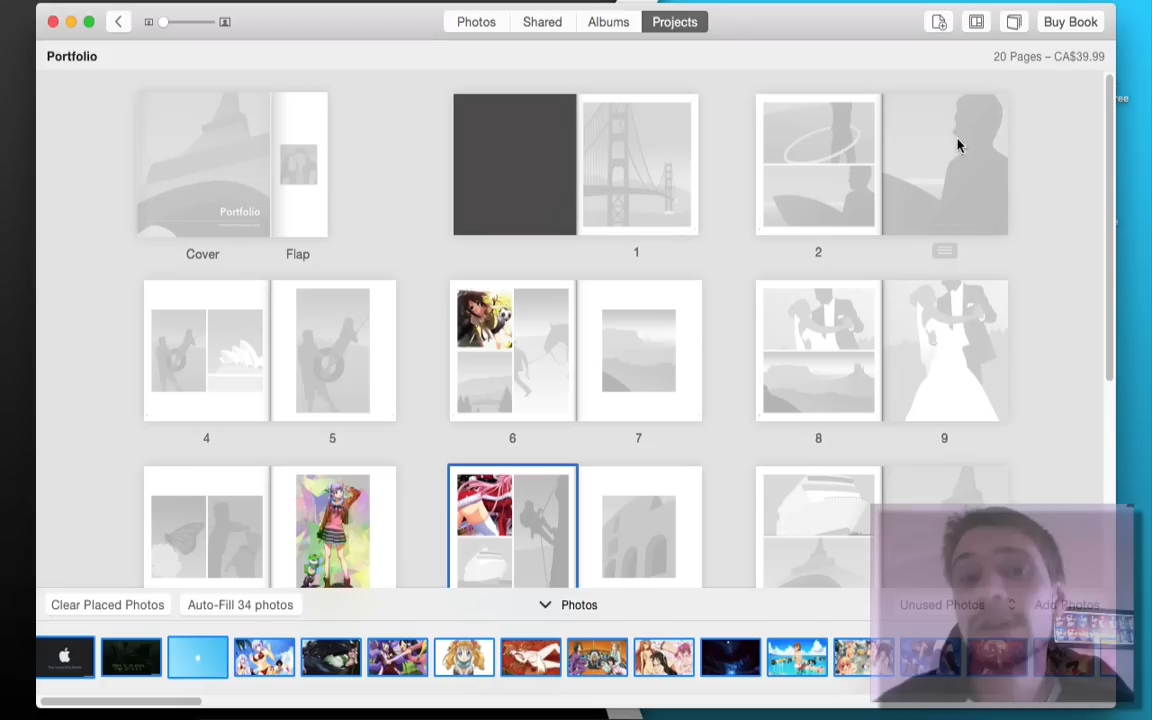 Photos Shared Albums Projects Buy Book
Portfolio 20 Pages – CA$39.99
Portfolio
Cover Flap 1 2
4 5 6 7 8 9
Clear Placed Photos Auto-Fill 34 photos Photos Unused Photos Add Photos